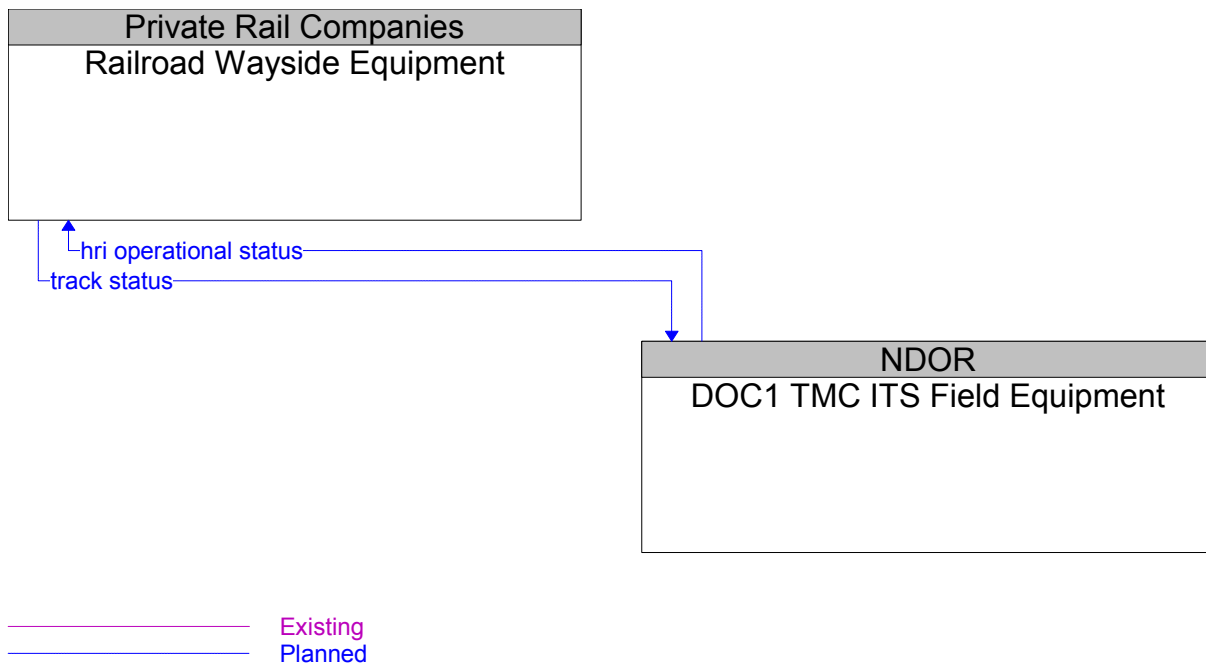 Private Rail Companies
Railroad Wayside Equipment
hri operational status
track status
NDOR
DOC1 TMC ITS Field Equipment
Existing
Planned